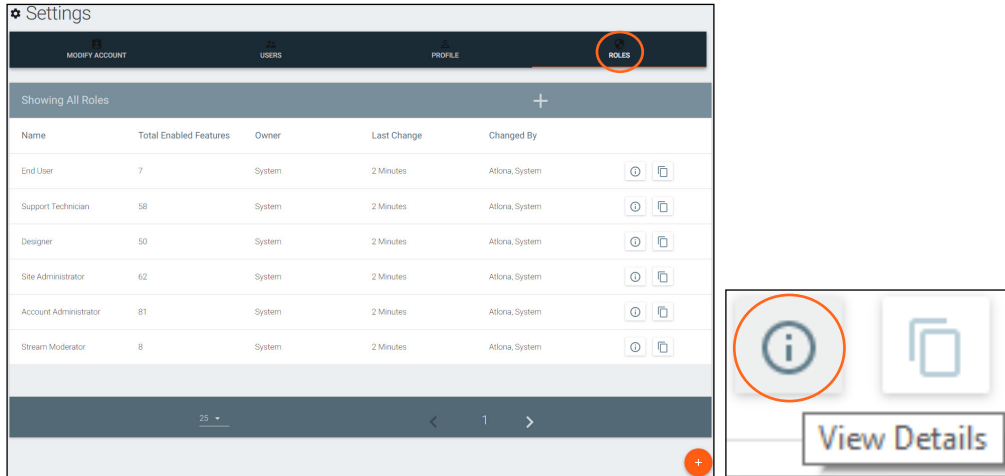 Settings
MODIFY ACCOUNT USERS PROFILE ROLES
Showing All Roles +
Name Total Enabled Features Owner Last Change Changed By
End User 7 System 2 Minutes Atlona, System
Support Technician 58 System 2 Minutes Atlona, System
Designer 50 System 2 Minutes Atlona, System
Site Administrator 62 System 2 Minutes Atlona, System
Account Administrator 81 System 2 Minutes Atlona, System
Stream Moderator 8 System 2 Minutes Atlona, System
25 1
+
View Details